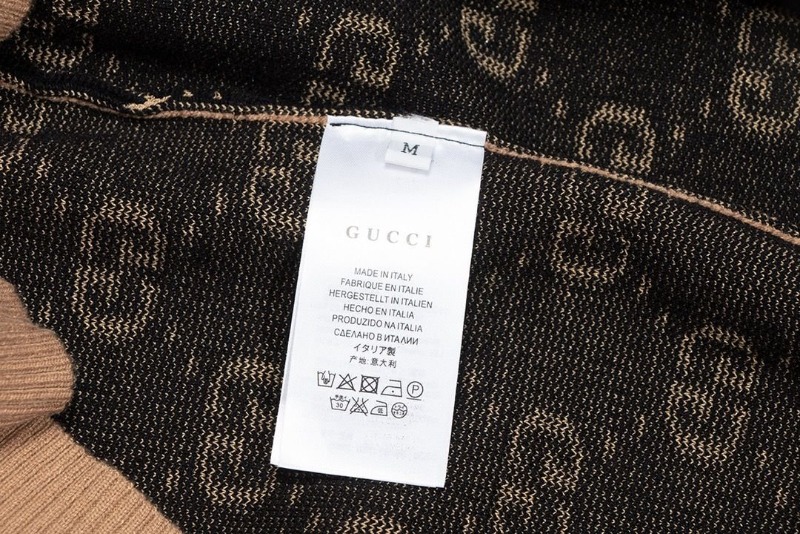 M
GUCCI
MADE IN ITALY
FABRIQUE EN ITALIE
HERGESTELLT IN ITALIEN
HECHO EN ITALIA
PRODUZIDO NA ITALIA
СДЕЛАНО В ИТАЛИИ
イタリア製
产地:意大利
P
30